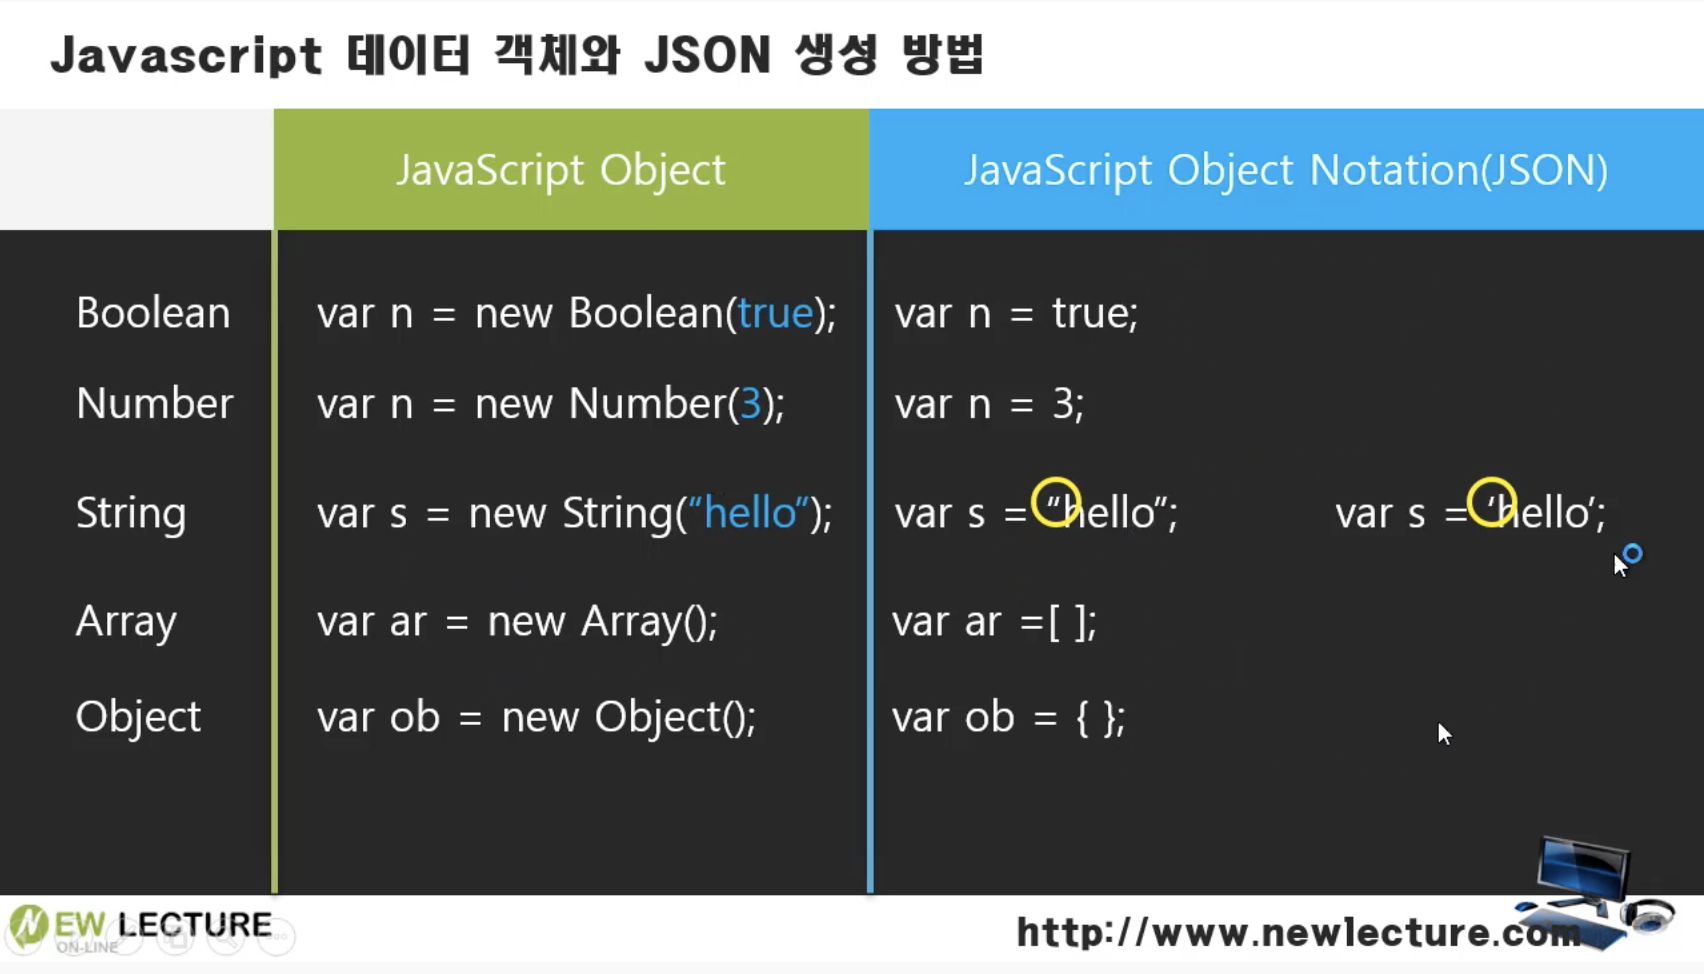 Javascript 데이터 객체와 JSON 생성 방법
JavaScript Object
JavaScript Object Notation(JSON)
Boolean
var n = new Boolean(true);
var n = true;
Number
var n = new Number(3);
var n = 3;
String
var s = new String(“hello”);
var s = “hello”;
var s = ‘hello’;
Array
var ar = new Array();
var ar =[ ];
Object
var ob = new Object();
var ob = { };
NEW LECTURE
ON-LINE
http://www.newlecture.com